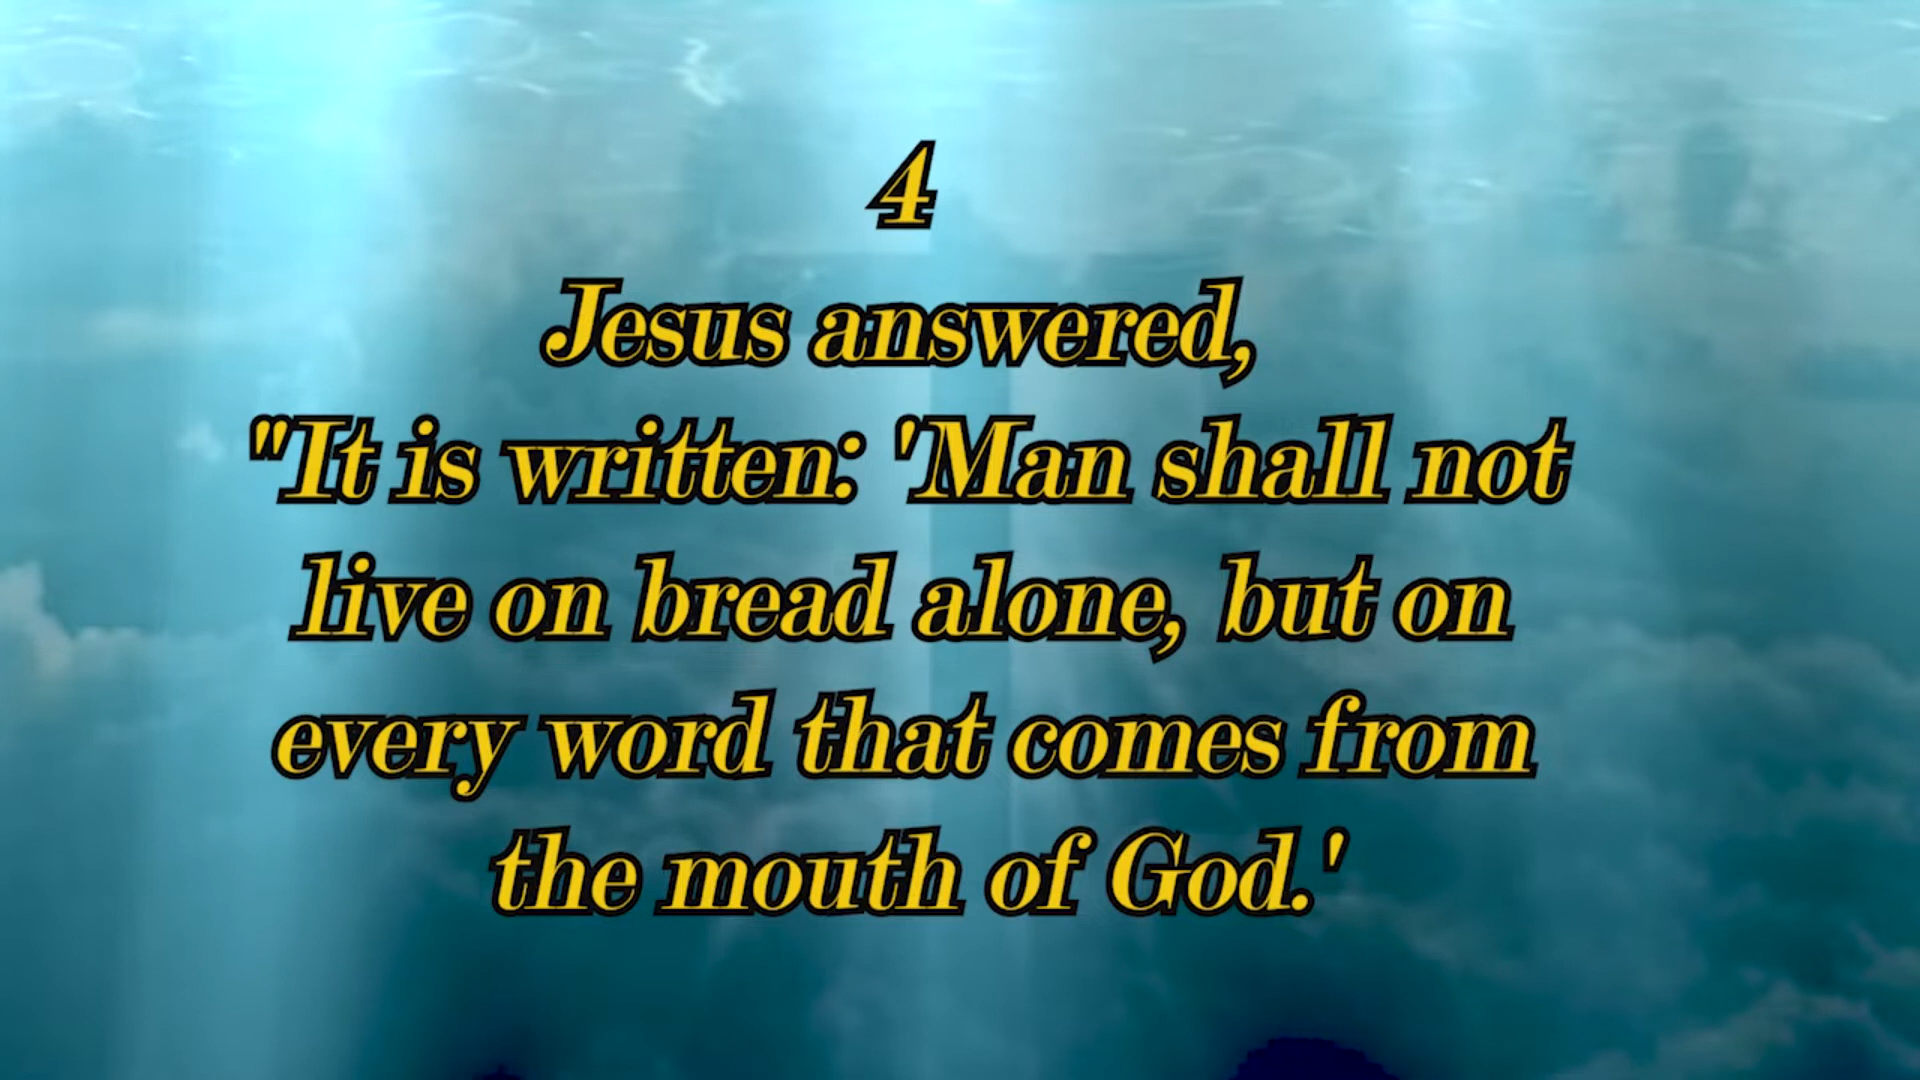 4
Jesus answered,
"It is written: 'Man shall not
live on bread alone, but on
every word that comes from
the mouth of God.'